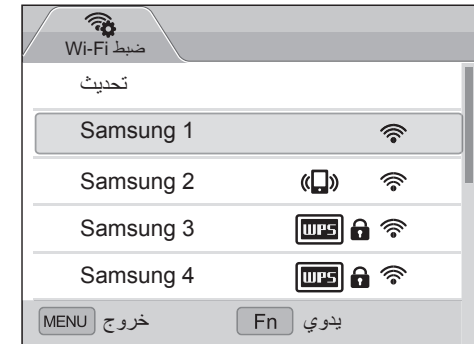 ضبط Wi-Fi
تحديث
Samsung 1
Samsung 2
Samsung 3 WPS
Samsung 4 WPS
خروج MENU يدوي Fn